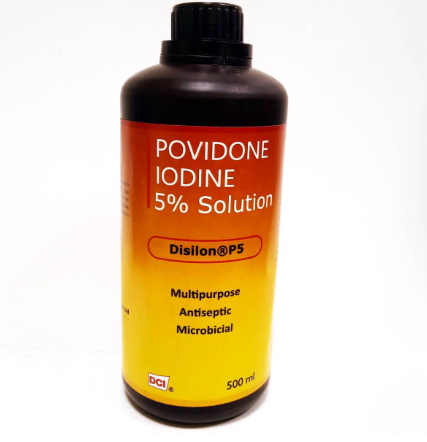 POVIDONE
IODINE
5% Solution
Disilon®P5
Multipurpose
Antiseptic
Microbicial
DCI®
500 ml